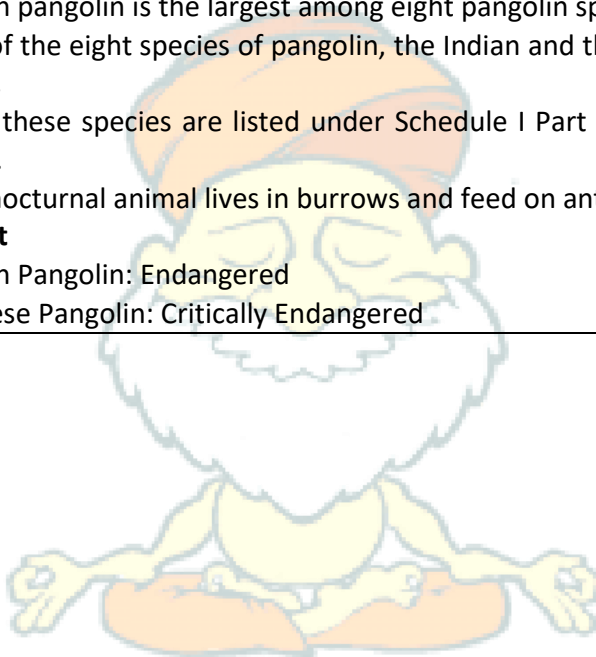 n pangolin is the largest among eight pangolin sp
of the eight species of pangolin, the Indian and th
these species are listed under Schedule I Part
nocturnal animal lives in burrows and feed on ant
t
n Pangolin: Endangered
ese Pangolin: Critically Endangered